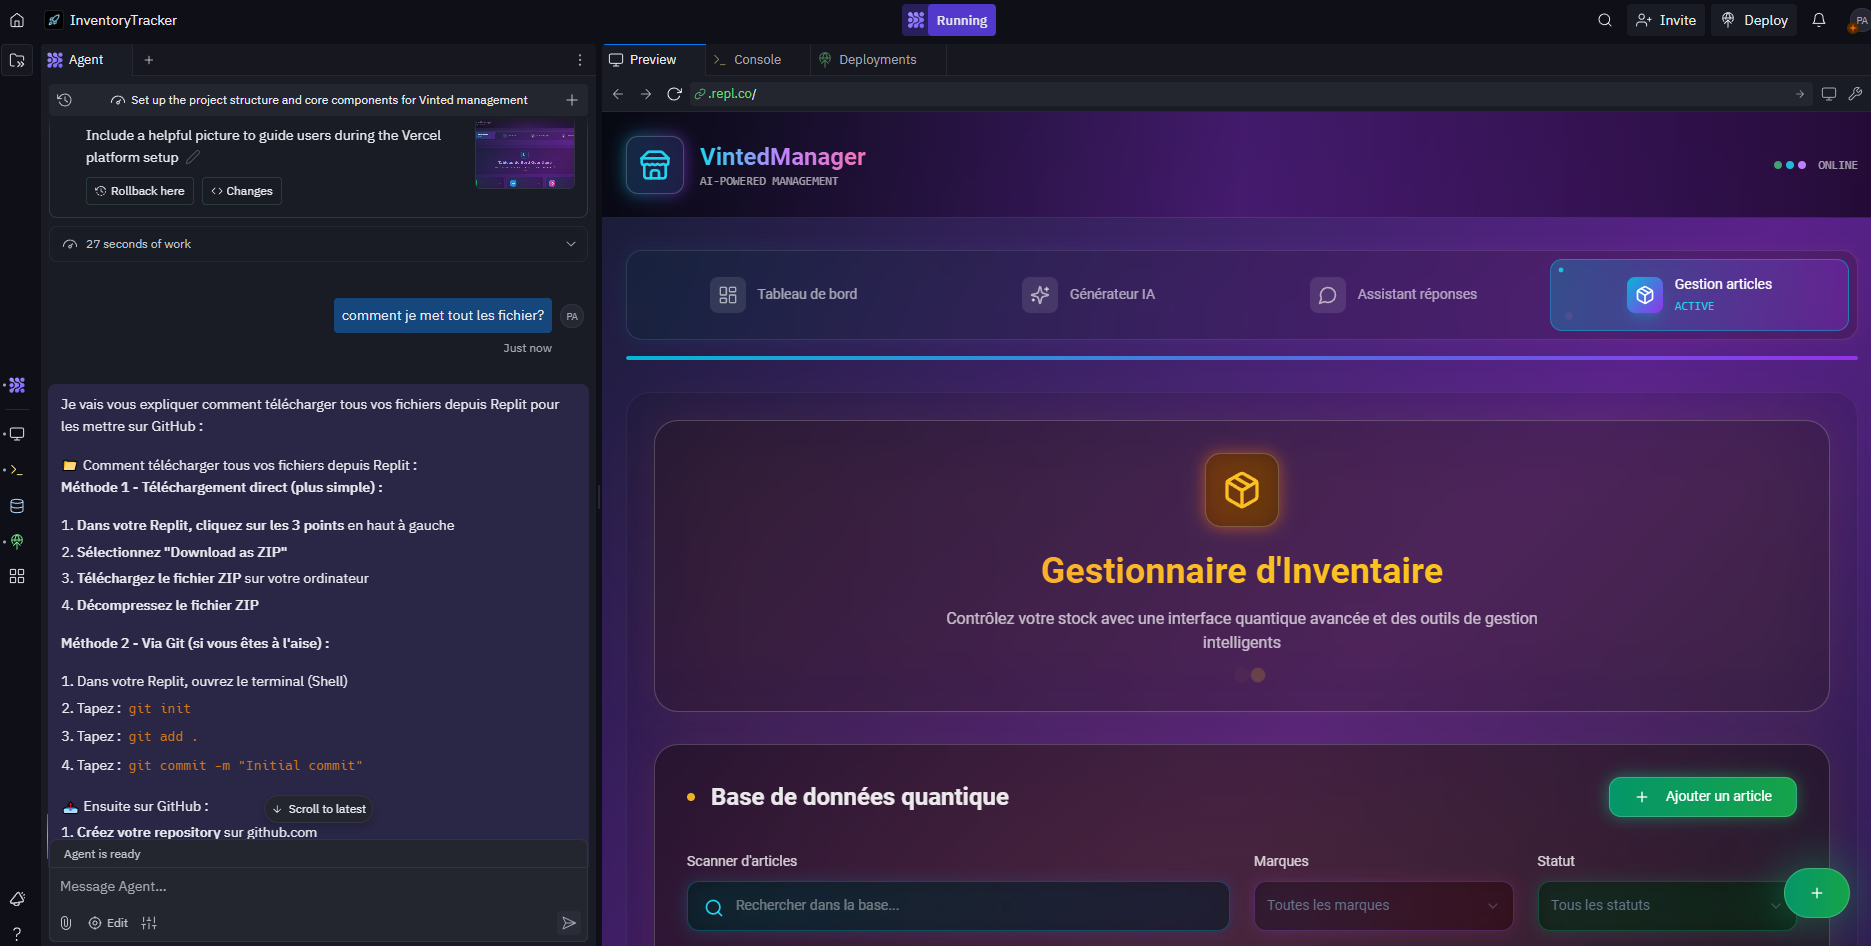 InventoryTracker
Running
Invite
Deploy
PA
Agent
Preview
Console
Deployments
Set up the project structure and core components for Vinted management
.repl.co/
Include a helpful picture to guide users during the Vercel
platform setup
Rollback here
Changes
27 seconds of work
comment je met tout les fichier?
PA
Just now
Je vais vous expliquer comment télécharger tous vos fichiers depuis Replit pour
les mettre sur GitHub :
Comment télécharger tous vos fichiers depuis Replit :
Méthode 1 - Téléchargement direct (plus simple) :
1. Dans votre Replit, cliquez sur les 3 points en haut à gauche
2. Sélectionnez "Download as ZIP"
3. Téléchargez le fichier ZIP sur votre ordinateur
4. Décompressez le fichier ZIP
Méthode 2 - Via Git (si vous êtes à l'aise) :
1. Dans votre Replit, ouvrez le terminal (Shell)
2. Tapez : git init
3. Tapez : git add .
4. Tapez : git commit -m "Initial commit"
Ensuite sur GitHub :
Scroll to latest
1. Créez votre repository sur github.com
Agent is ready
Message Agent...
Edit
VintedManager
AI-POWERED MANAGEMENT
ONLINE
Tableau de bord
Générateur IA
Assistant réponses
Gestion articles
ACTIVE
Gestionnaire d'Inventaire
Contrôlez votre stock avec une interface quantique avancée et des outils de gestion
intelligents
Base de données quantique
+ Ajouter un article
Scanner d'articles
Marques
Statut
Rechercher dans la base...
Toutes les marques
Tous les statuts
+